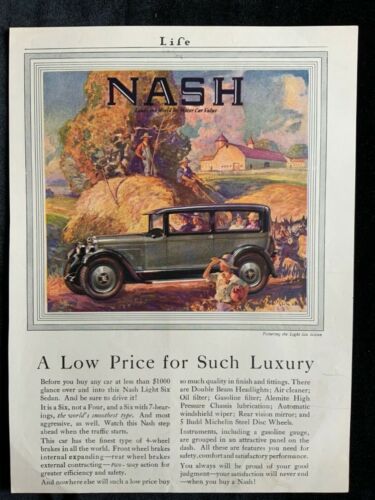 Life
NASH
Leads the World in Motor Car Value
Picturing the Light Six Sedan
A Low Price for Such Luxury
Before you buy any car at less than $1000
glance over and into this Nash Light Six
Sedan. And be sure to drive it!
It is a Six, not a Four, and a Six with 7-bear-
ings, the world's smoothest type. And most
aggressive, as well. Watch this Nash step
ahead when the traffic starts.
This car has the finest type of 4-wheel
brakes in all the world. Front wheel brakes
internal expanding—rear wheel brakes
external contracting—two-way action for
greater efficiency and safety.
And nowhere else will such a low price buy
so much quality in finish and fittings. There
are Double Beam Headlights; Air cleaner;
Oil filter; Gasoline filter; Alemite High
Pressure Chassis lubrication; Automatic
windshield wiper; Rear vision mirror; and
5 Budd Michelin Steel Disc Wheels.
Instruments, including a gasoline gauge,
are grouped in an attractive panel on the
dash. All these are features you need for
safety, comfort and satisfactory performance.
You always will be proud of your good
judgment—your satisfaction will never end
—when you buy a Nash!